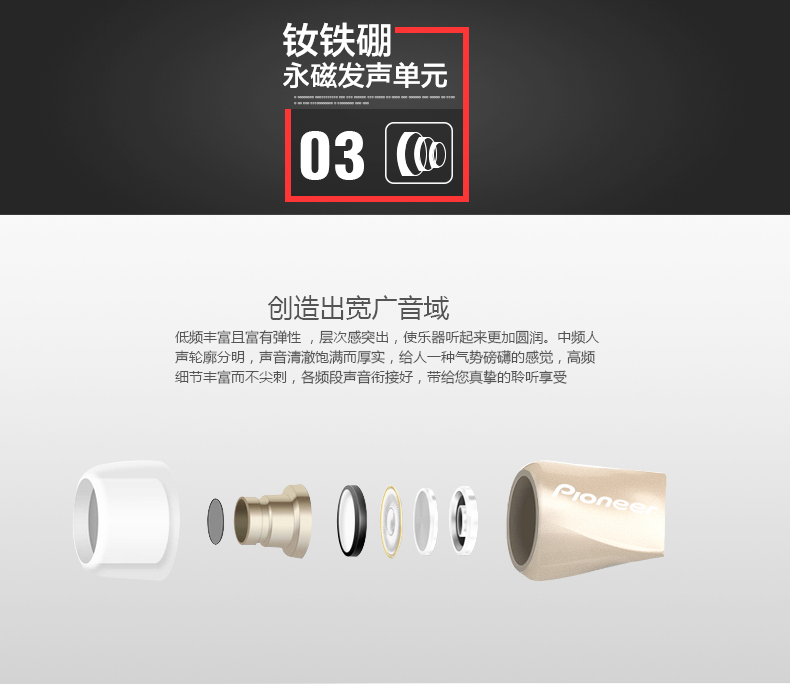 钕铁硼
永磁发声单元
03
创造出宽广音域
低频丰富且富有弹性，层次感突出，使乐器听起来更加圆润。中频人
声轮廓分明，声音清澈饱满而厚实，给人一种气势磅礴的感觉，高频
细节丰富而不尖刺，各频段声音衔接好，带给您真挚的聆听享受
Pioneer